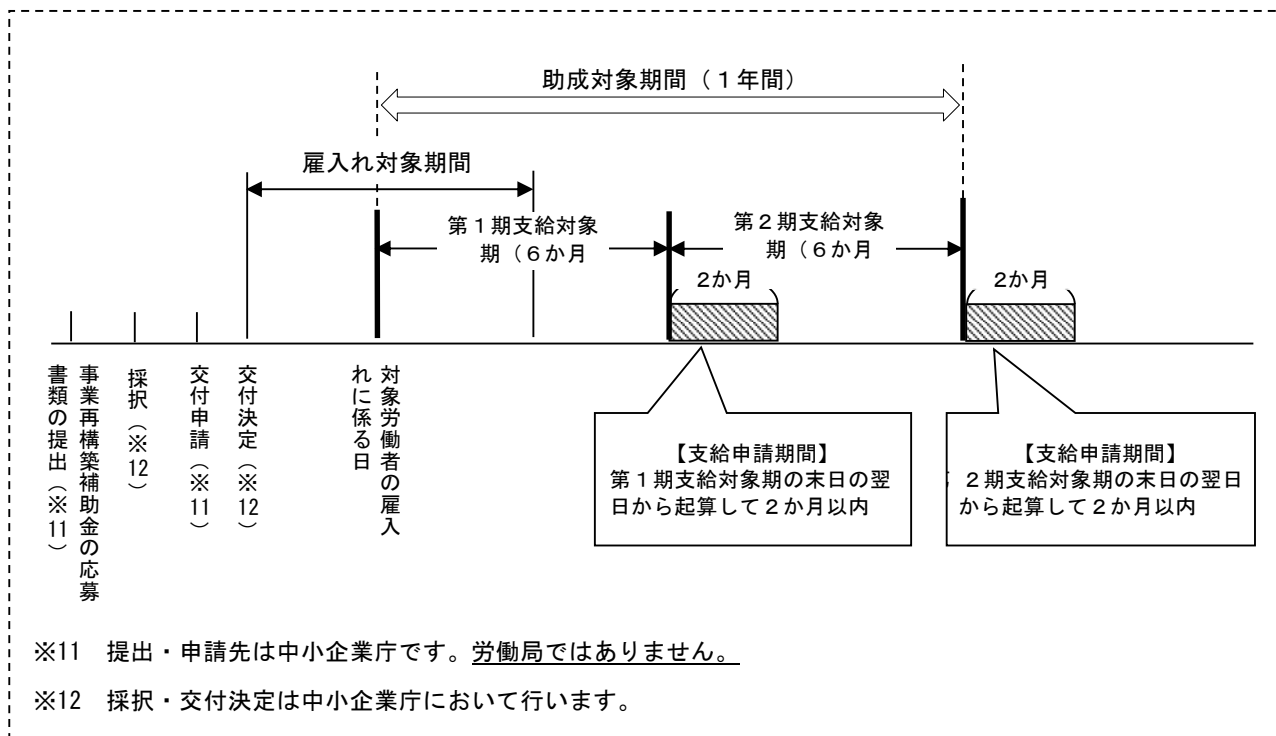 助成対象期間（１年間）
雇入れ対象期間
第１期支給対象
期（6か月
第２期支給対象
期（6か月
2か月
2か月
事業再構築補助金の応募
書類の提出（※11）
採択（※12）
交付申請（※11）
交付決定（※12）
対象労働者の雇入
れに係る日
【支給申請期間】
第１期支給対象期の末日の翌
日から起算して２か月以内
【支給申請期間】
２期支給対象期の末日の翌日
から起算して２か月以内
※11　提出・申請先は中小企業庁です。労働局ではありません。
※12　採択・交付決定は中小企業庁において行います。